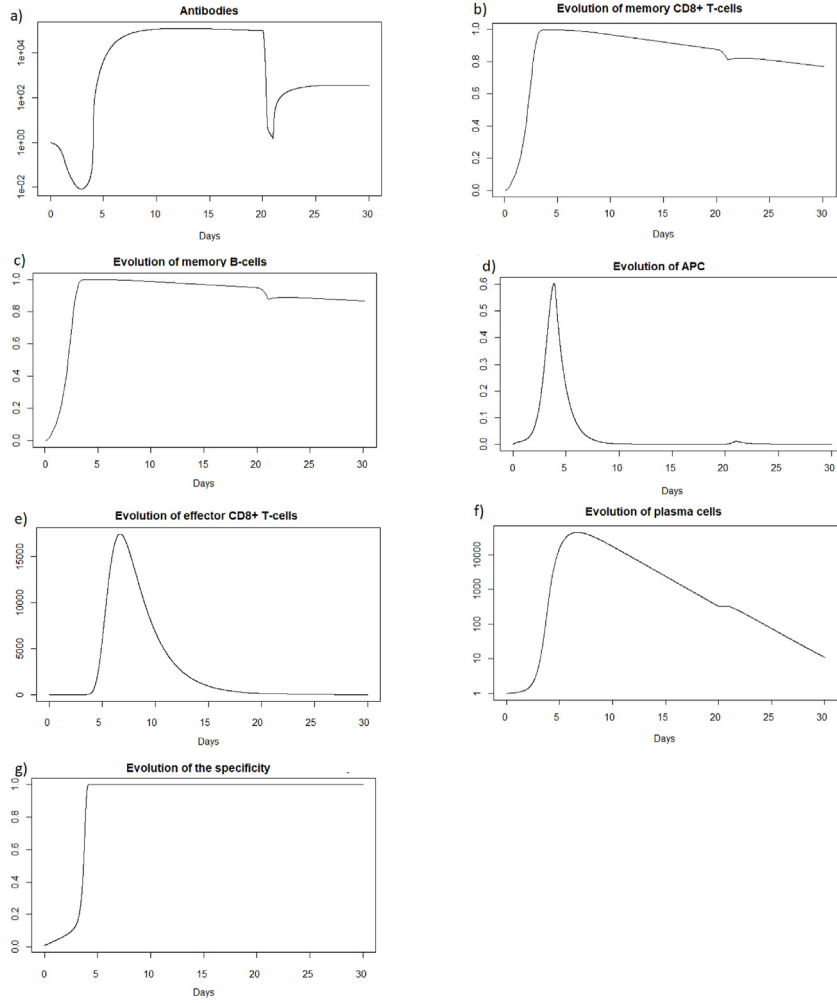 a)
Antibodies
1e+04
1e+02
1e+00
1e-02
0 5 10 15 20 25 30
Days
b)
Evolution of memory CD8+ T-cells
1.0
0.8
0.6
0.4
0.2
0.0
0 5 10 15 20 25 30
Days
c)
Evolution of memory B-cells
1.0
0.8
0.6
0.4
0.2
0.0
0 5 10 15 20 25 30
Days
d)
Evolution of APC
0.6
0.5
0.4
0.3
0.2
0.1
0.0
0 5 10 15 20 25 30
Days
e)
Evolution of effector CD8+ T-cells
15000
10000
5000
0
0 5 10 15 20 25 30
Days
f)
Evolution of plasma cells
10000
1000
100
10
1
0 5 10 15 20 25 30
Days
g)
Evolution of the specificity
1.0
0.8
0.6
0.4
0.2
0.0
0 5 10 15 20 25 30
Days